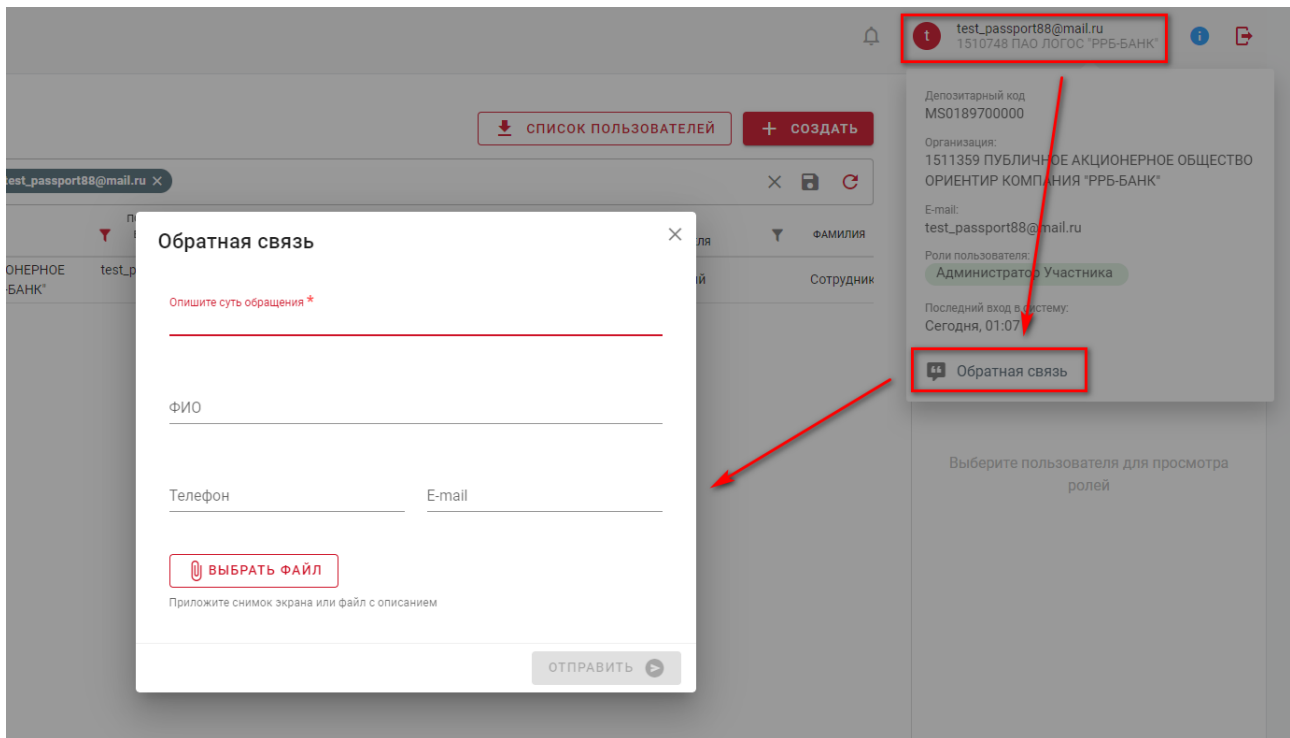 t
test_passport88@mail.ru
1510748 ПАО ЛОГОС "РРБ-БАНК"
Депозитарный код
MS0189700000
Организация:
1511359 ПУБЛИЧНОЕ АКЦИОНЕРНОЕ ОБЩЕСТВО
ОРИЕНТИР КОМПАНИЯ "РРБ-БАНК"
E-mail:
test_passport88@mail.ru
Роли пользователя:
Администратор Участника
Последний вход в систему:
Сегодня, 01:07
Обратная связь
СПИСОК ПОЛЬЗОВАТЕЛЕЙ
+ СОЗДАТЬ
test_passport88@mail.ru
ФАМИЛИЯ
ОНЕРНОЕ
-БАНК"
test_p
Сотрудник
Обратная связь
Опишите суть обращения *
ФИО
Телефон
E-mail
ВЫБРАТЬ ФАЙЛ
Приложите снимок экрана или файл с описанием
ОТПРАВИТЬ
Выберите пользователя для просмотра
ролей